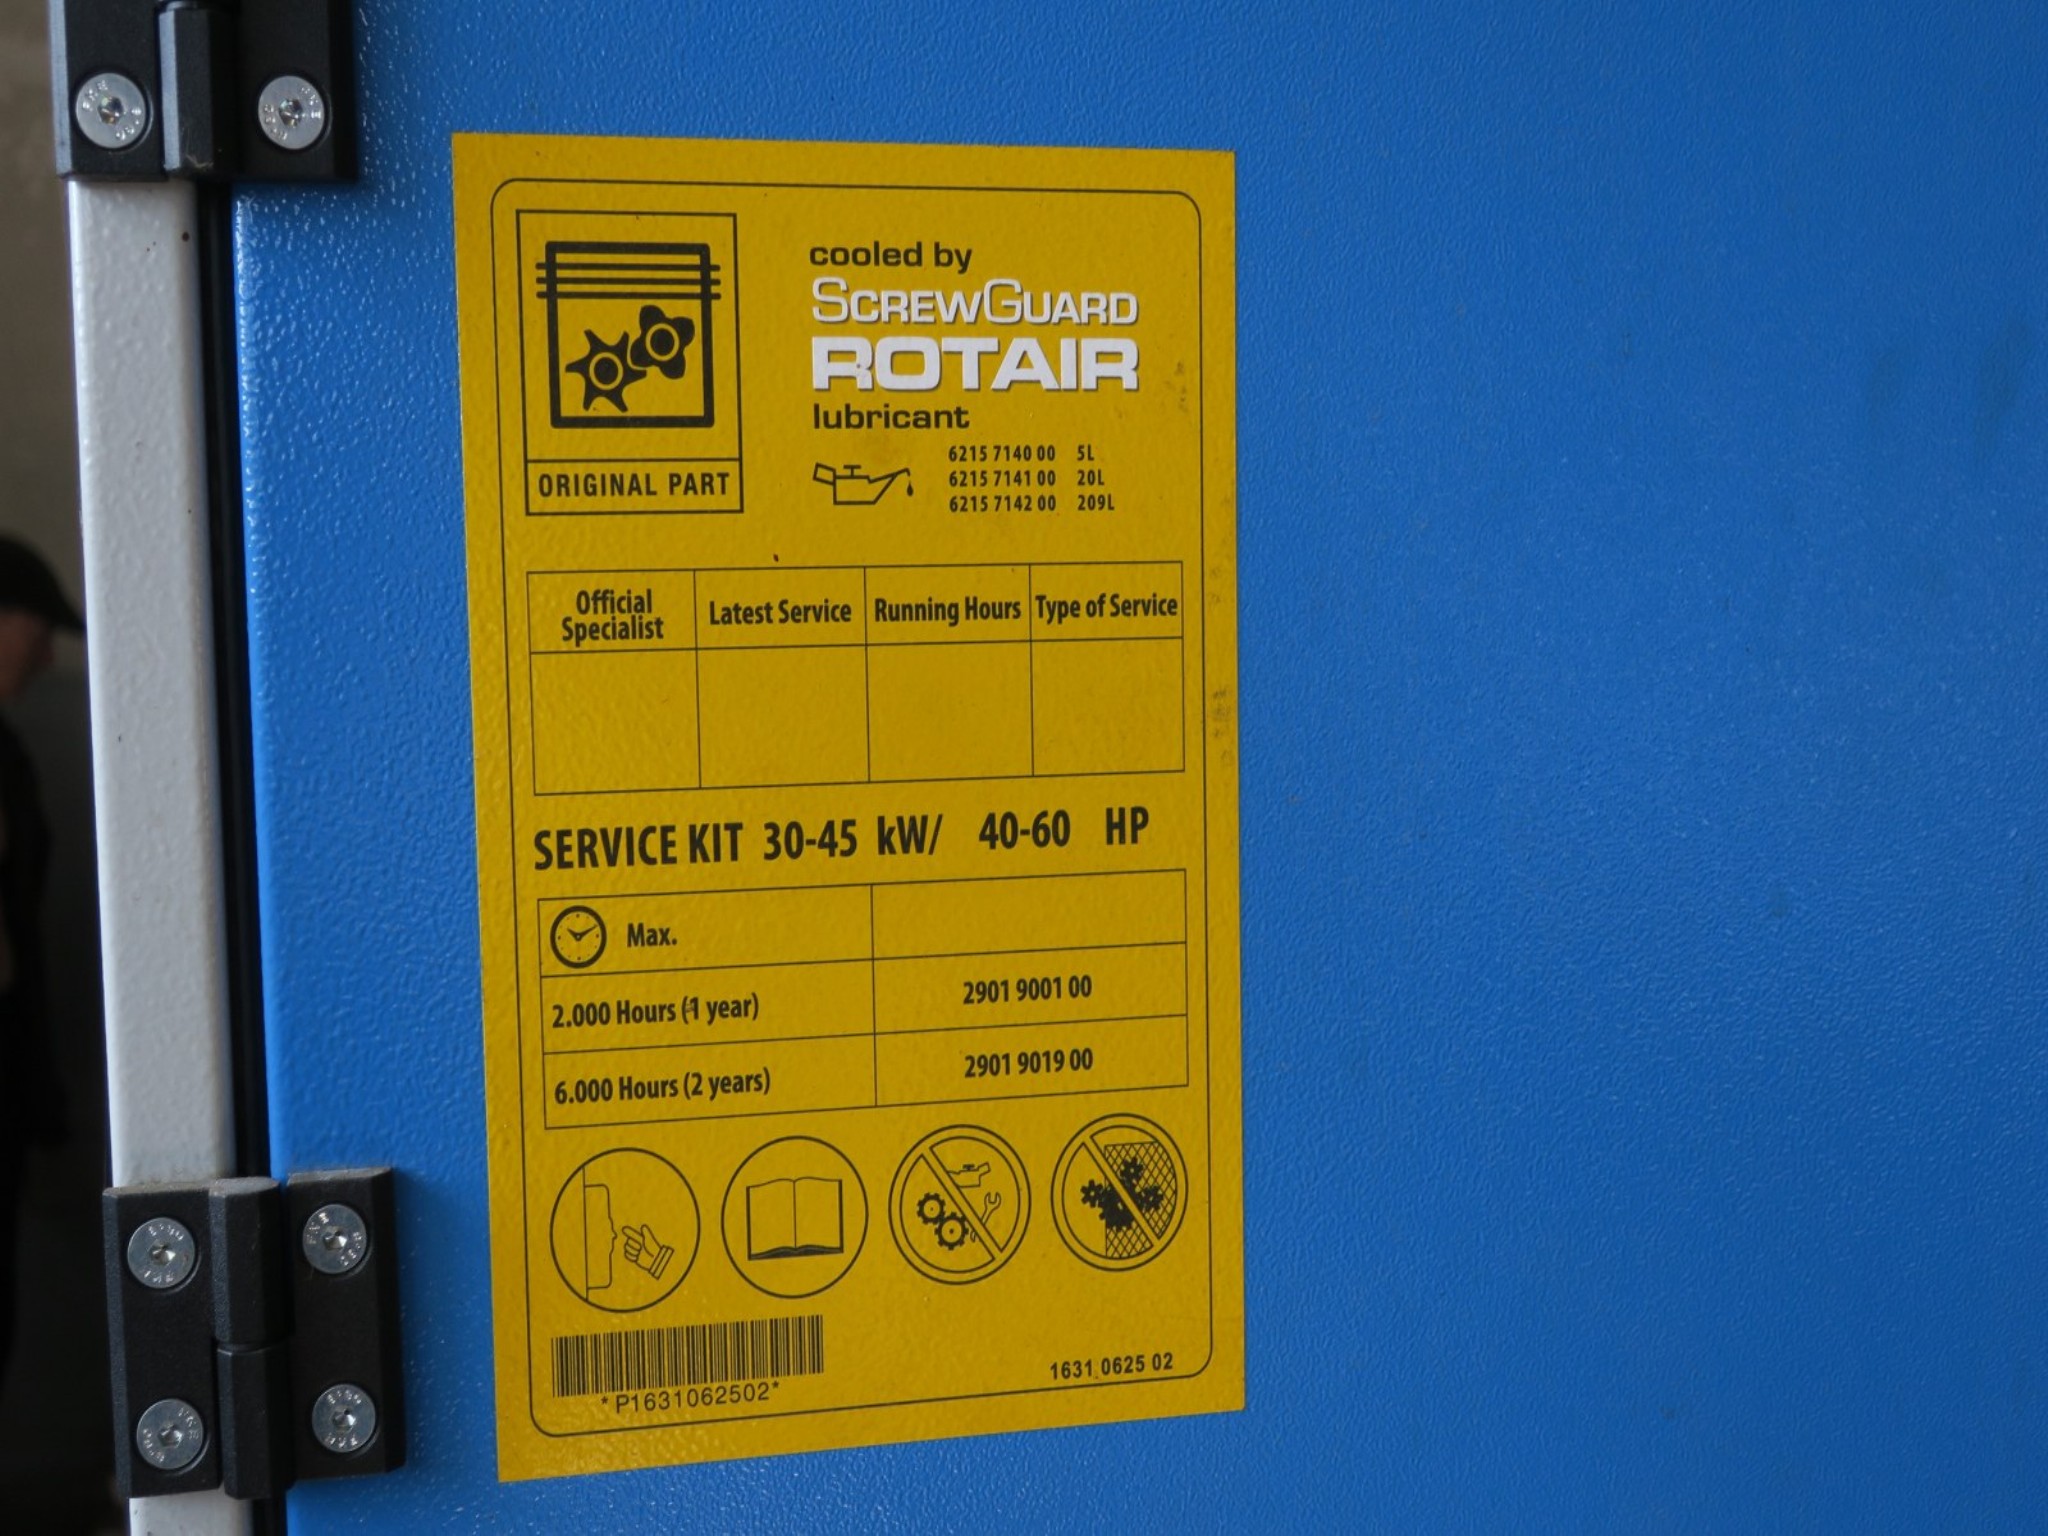 cooled by
SCREWGUARD
ROTAIR
lubricant
6215 7140 00 5L
6215 7141 00 20L
6215 7142 00 209L
ORIGINAL PART
Official Specialist
Latest Service
Running Hours
Type of Service
SERVICE KIT 30-45 kW/ 40-60 HP
Max.
2.000 Hours (1 year) 2901 9001 00
6.000 Hours (2 years) 2901 9019 00
*P1631062502*
1631 0625 02